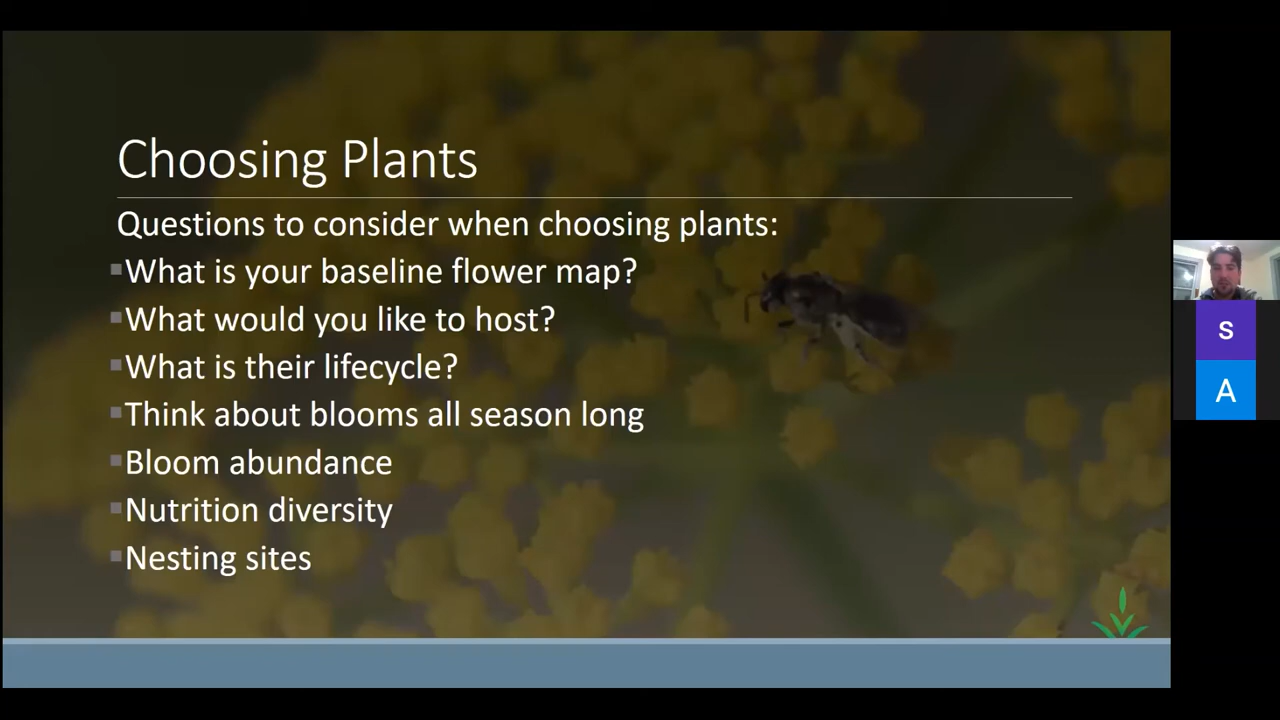 Choosing Plants
Questions to consider when choosing plants:
What is your baseline flower map?
What would you like to host?
What is their lifecycle?
Think about blooms all season long
Bloom abundance
Nutrition diversity
Nesting sites
S
A